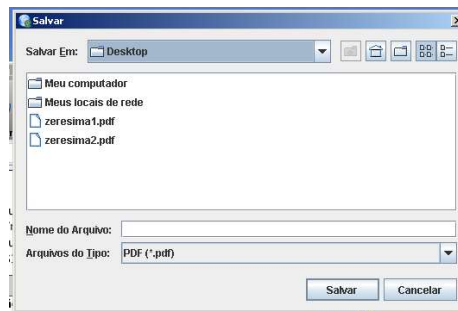 Salvar
Salvar Em: Desktop
Meu computador
Meus locais de rede
zeresima1.pdf
zeresima2.pdf
Nome do Arquivo:
Arquivos do Tipo: PDF (*.pdf)
Salvar Cancelar